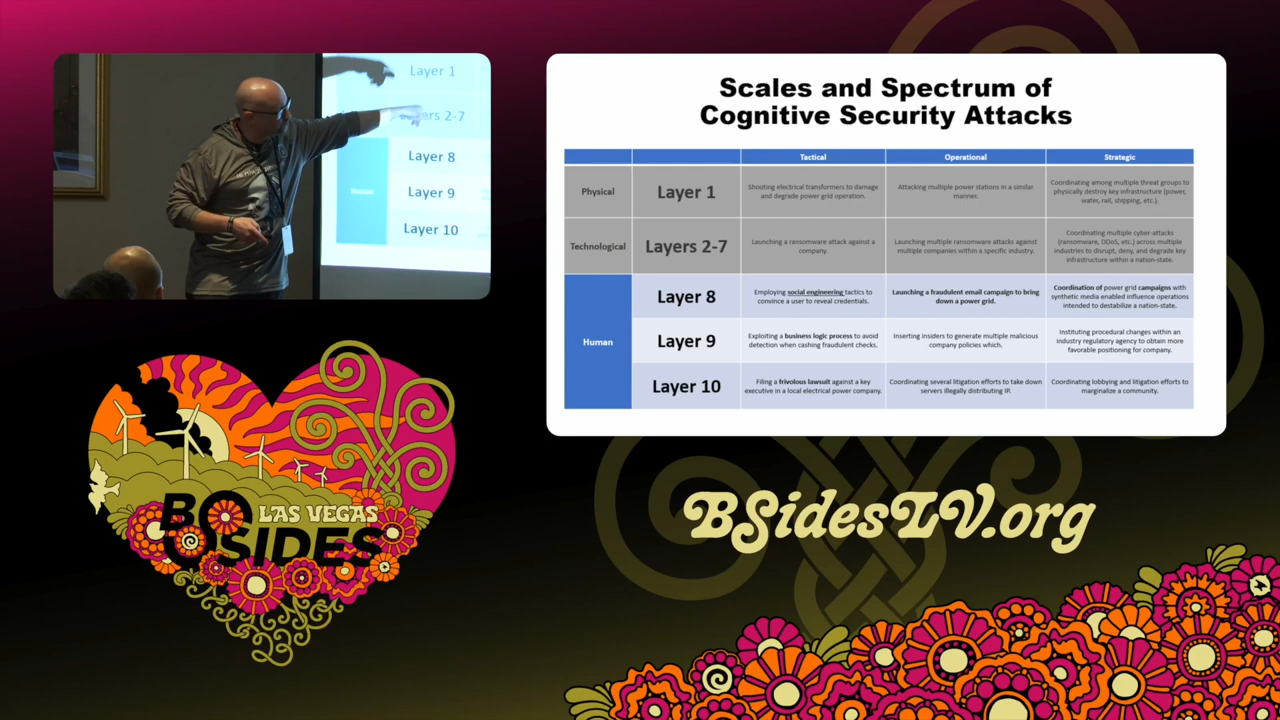 Layer 1
Layers 2-7
Layer 8
Human
Layer 9
Layer 10
Scales and Spectrum of
Cognitive Security Attacks
Tactical Operational Strategic
Physical Layer 1
Shooting electrical transformers to damage
and degrade power grid operation.
Attacking multiple power stations in a similar
manner.
Coordinating among multiple threat groups to
physically destroy key infrastructure (power,
water, rail, shipping, etc.).
Technological Layers 2-7
Launching a ransomware attack against a
company.
Launching multiple ransomware attacks against
multiple companies within a specific industry.
Coordinating multiple cyber-attacks
(ransomware, DDoS, etc.) across multiple
industries to disrupt, deny, and degrade key
infrastructure within a nation-state.
Human
Layer 8
Employing social engineering tactics to
convince a user to reveal credentials.
Launching a fraudulent email campaign to bring
down a power grid.
Coordination of power grid campaigns with
synthetic media enabled influence operations
intended to destabilize a nation-state.
Layer 9
Exploiting a business logic process to avoid
detection when cashing fraudulent checks.
Inserting insiders to generate multiple malicious
company policies which.
Instituting procedural changes within an
industry regulatory agency to obtain more
favorable positioning for company.
Layer 10
Filing a frivolous lawsuit against a key
executive in a local electrical power company.
Coordinating several litigation efforts to take down
servers illegally distributing IP.
Coordinating lobbying and litigation efforts to
marginalize a community.
BSIDES
LAS VEGAS
23
BSidesLV.org